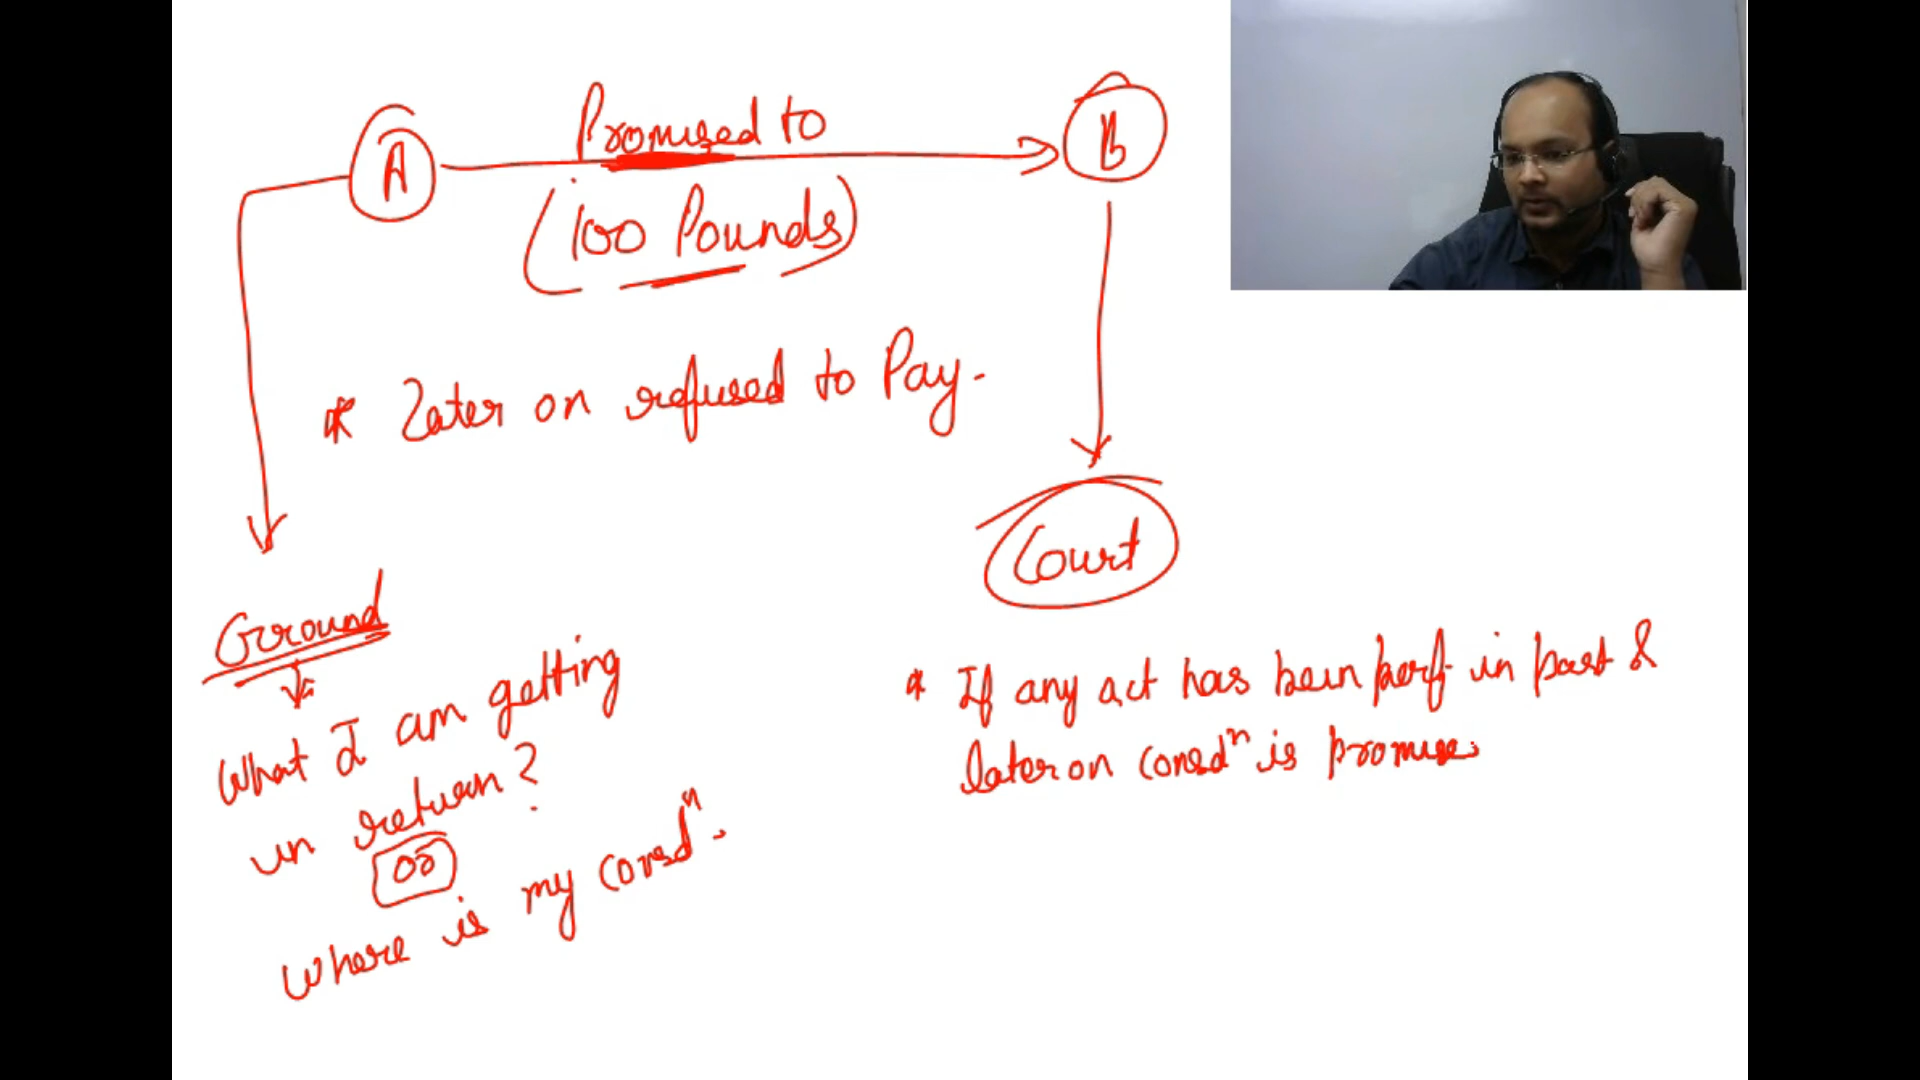 A
Promised to
B
(100 Pounds)
* Later on refused to Pay.
Court
Ground
What I am getting
in return?
or
where is my consdⁿ.
* If any act has been perf. in past &
later on consdⁿ is promise